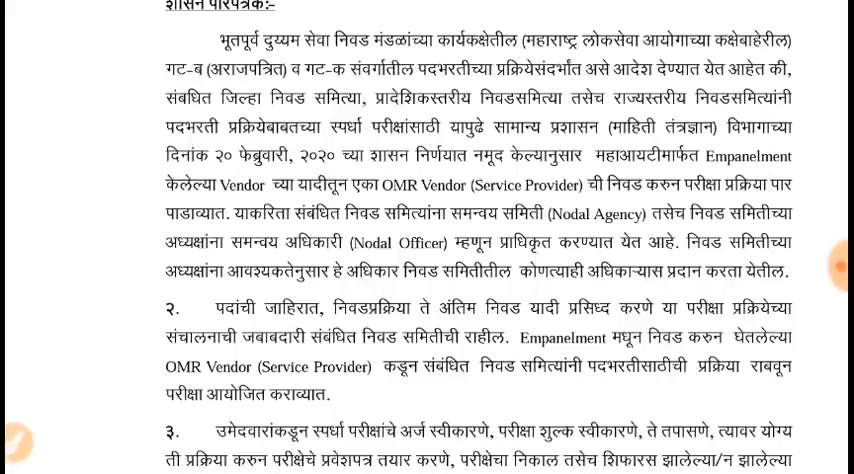 शासन परिपत्रक:-
भूतपूर्व दुय्यम सेवा निवड मंडळांच्या कार्यकक्षेतील (महाराष्ट्र लोकसेवा आयोगाच्या कक्षेबाहेरील)
गट-ब (अराजपत्रित) व गट-क संवर्गातील पदभरतीच्या प्रक्रियेसंदर्भात असे आदेश देण्यात येत आहेत की,
संबधित जिल्हा निवड समित्या, प्रादेशिकस्तरीय निवडसमित्या तसेच राज्यस्तरीय निवडसमित्यांनी
पदभरती प्रक्रियेबाबतच्या स्पर्धा परीक्षांसाठी यापुढे सामान्य प्रशासन (माहिती तंत्रज्ञान) विभागाच्या
दिनांक २० फेब्रुवारी, २०२० च्या शासन निर्णयात नमूद केल्यानुसार महाआयटीमार्फत Empanelment
केलेल्या Vendor च्या यादीतून एका OMR Vendor (Service Provider) ची निवड करुन परीक्षा प्रक्रिया पार
पाडाव्यात. याकरिता संबंधित निवड समित्यांना समन्वय समिती (Nodal Agency) तसेच निवड समितीच्या
अध्यक्षांना समन्वय अधिकारी (Nodal Officer) म्हणून प्राधिकृत करण्यात येत आहे. निवड समितीच्या
अध्यक्षांना आवश्यकतेनुसार हे अधिकार निवड समितीतील कोणत्याही अधिकाऱ्यास प्रदान करता येतील.
२. पदांची जाहिरात, निवडप्रक्रिया ते अंतिम निवड यादी प्रसिध्द करणे या परीक्षा प्रक्रियेच्या
संचालनाची जबाबदारी संबंधित निवड समितीची राहील. Empanelment मधून निवड करुन घेतलेल्या
OMR Vendor (Service Provider) कडून संबंधित निवड समित्यांनी पदभरतीसाठीची प्रक्रिया राबवून
परीक्षा आयोजित कराव्यात.
३. उमेदवारांकडून स्पर्धा परीक्षांचे अर्ज स्वीकारणे, परीक्षा शुल्क स्वीकारणे, ते तपासणे, त्यावर योग्य
ती प्रक्रिया करुन परीक्षेचे प्रवेशपत्र तयार करणे, परीक्षेचा निकाल तसेच शिफारस झालेल्या/न झालेल्या